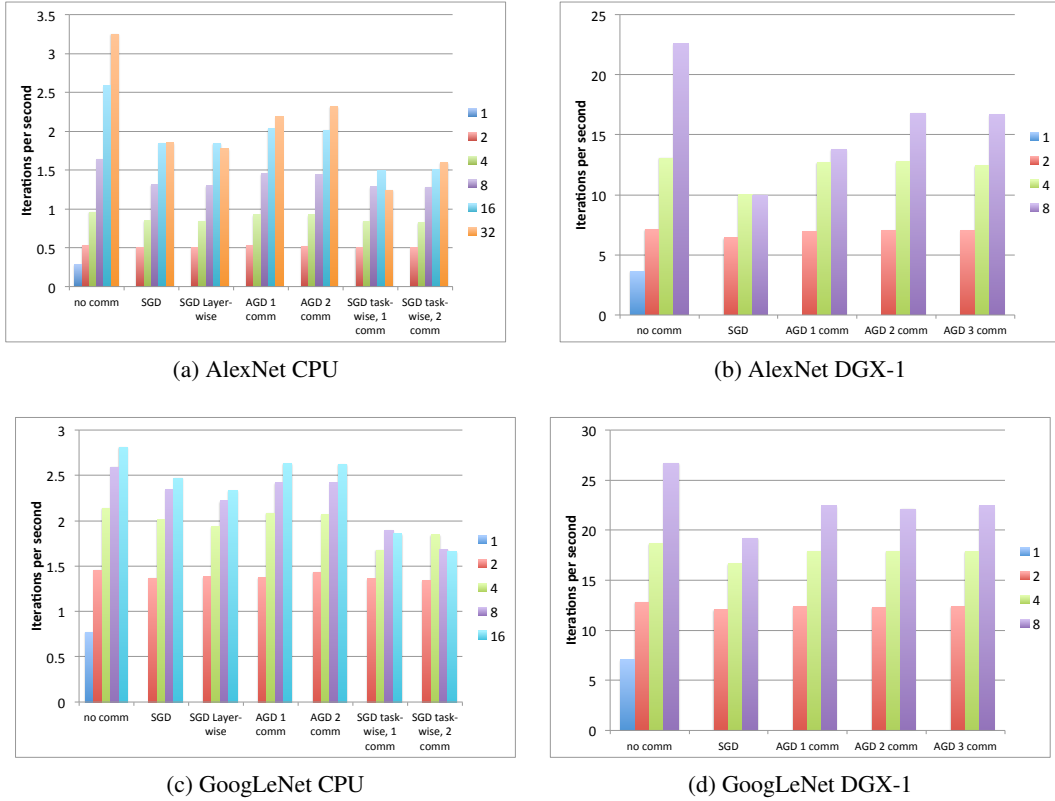 3.5
3
2.5
2
1.5
1
0.5
0
Iterations per second
no comm
SGD
SGD Layer-
wise
AGD 1
comm
AGD 2
comm
SGD task-
wise, 1
comm
SGD task-
wise, 2
comm
1
2
4
8
16
32
(a) AlexNet CPU
25
20
15
10
5
0
Iterations per second
no comm
SGD
AGD 1 comm
AGD 2 comm
AGD 3 comm
1
2
4
8
(b) AlexNet DGX-1
3
2.5
2
1.5
1
0.5
0
Iterations per second
no comm
SGD
SGD Layer-
wise
AGD 1
comm
AGD 2
comm
SGD task-
wise, 1
comm
SGD task-
wise, 2
comm
1
2
4
8
16
(c) GoogLeNet CPU
30
25
20
15
10
5
0
Iterations per second
no comm
SGD
AGD 1 comm
AGD 2 comm
AGD 3 comm
1
2
4
8
(d) GoogLeNet DGX-1